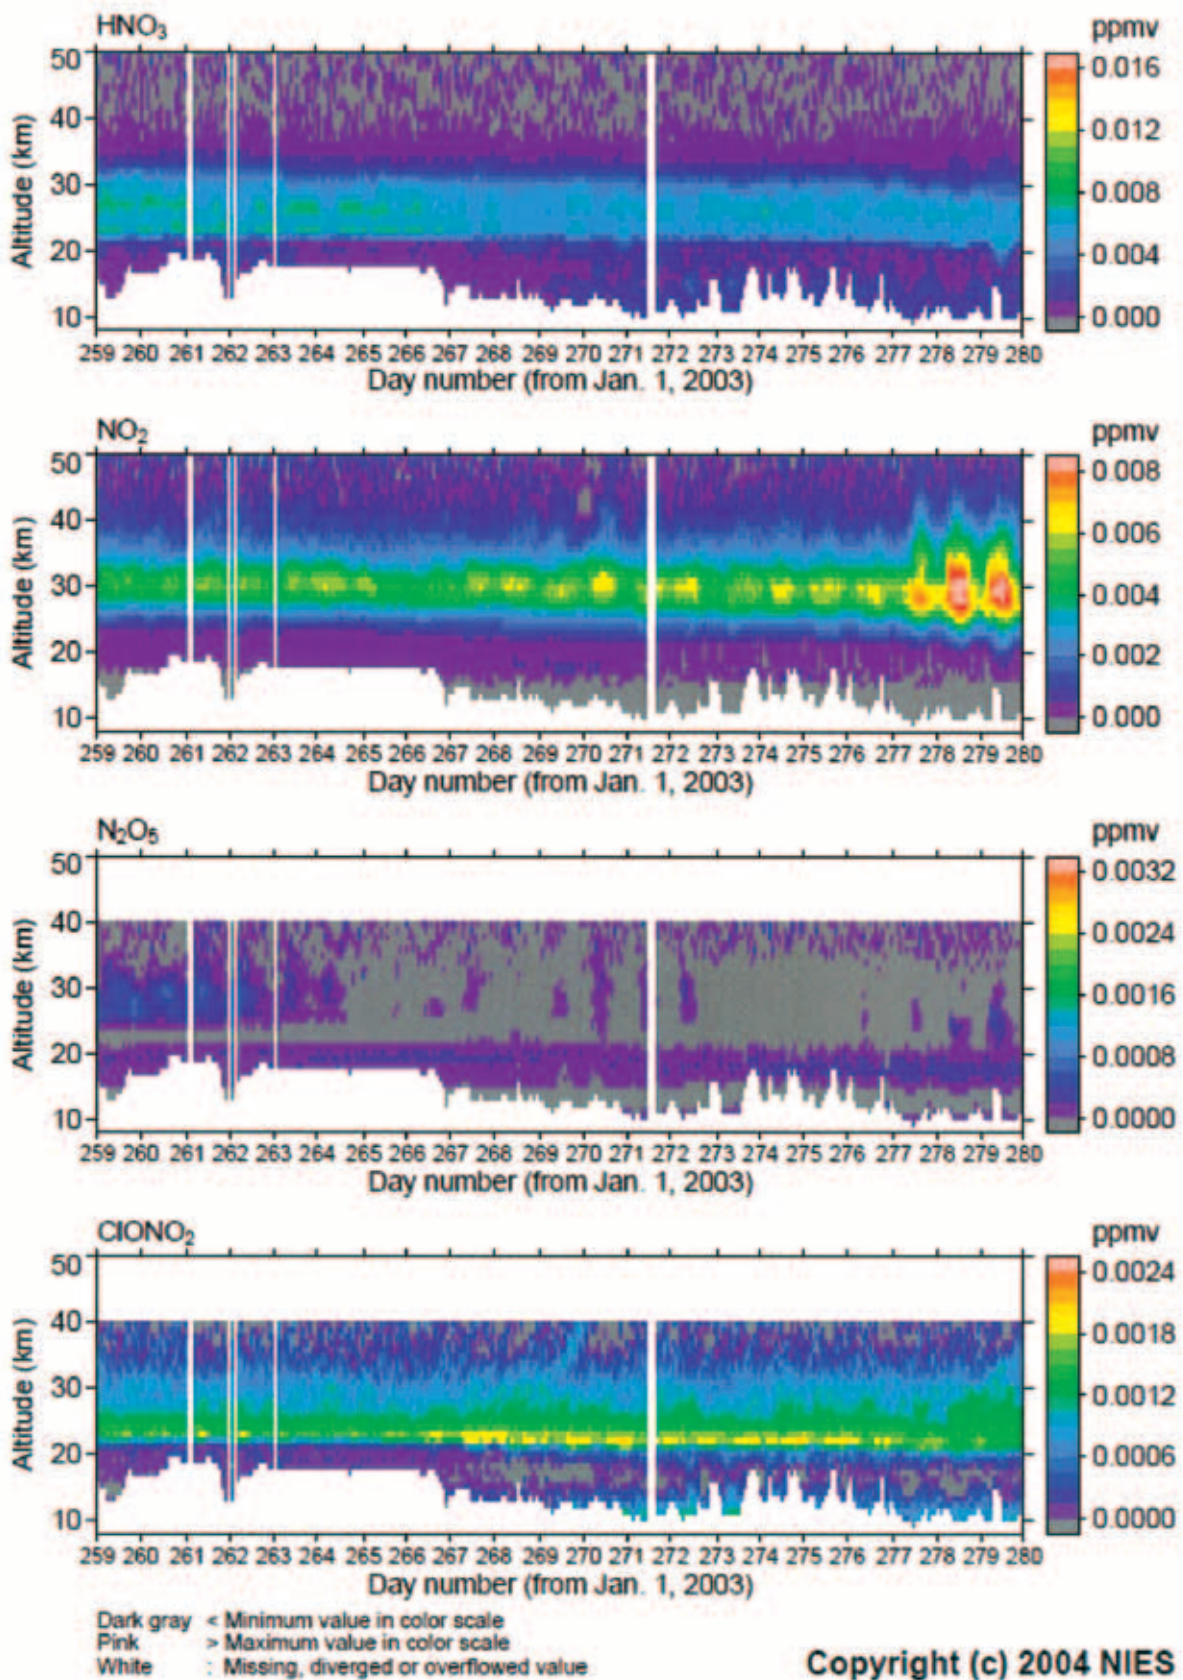 HNO3 ppmv
50
40
30
20
10
Altitude (km)
0.016
0.012
0.008
0.004
0.000
259 260 261 262 263 264 265 266 267 268 269 270 271 272 273 274 275 276 277 278 279 280
Day number (from Jan. 1, 2003)
NO2 ppmv
50
40
30
20
10
Altitude (km)
0.008
0.006
0.004
0.002
0.000
259 260 261 262 263 264 265 266 267 268 269 270 271 272 273 274 275 276 277 278 279 280
Day number (from Jan. 1, 2003)
N2O5 ppmv
50
40
30
20
10
Altitude (km)
0.0032
0.0024
0.0016
0.0008
0.0000
259 260 261 262 263 264 265 266 267 268 269 270 271 272 273 274 275 276 277 278 279 280
Day number (from Jan. 1, 2003)
ClONO2 ppmv
50
40
30
20
10
Altitude (km)
0.0024
0.0018
0.0012
0.0006
0.0000
259 260 261 262 263 264 265 266 267 268 269 270 271 272 273 274 275 276 277 278 279 280
Day number (from Jan. 1, 2003)
Dark gray < Minimum value in color scale
Pink > Maximum value in color scale
White : Missing, diverged or overflowed value
Copyright (c) 2004 NIES